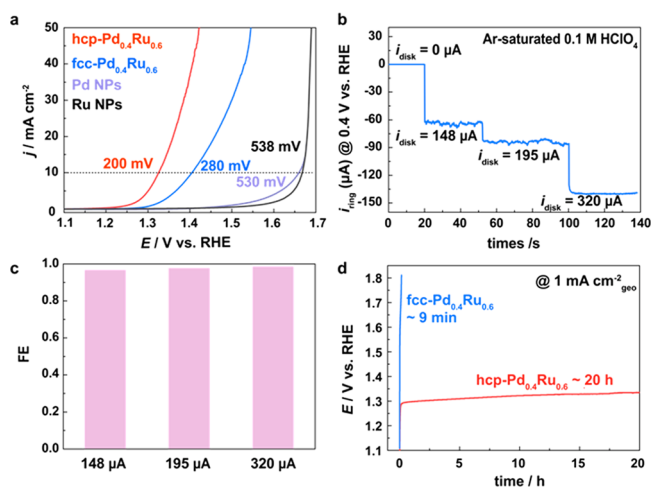 a
50
40
30
20
10
0
j / mA cm-2
hcp-Pd0.4Ru0.6
fcc-Pd0.4Ru0.6
Pd NPs
Ru NPs
538 mV
200 mV
280 mV
530 mV
1.1 1.2 1.3 1.4 1.5 1.6 1.7
E / V vs. RHE
b
30
0
-30
-60
-90
-120
-150
iring (µA) @ 0.4 V vs. RHE
Ar-saturated 0.1 M HClO4
idisk = 0 µA
idisk = 148 µA
idisk = 195 µA
idisk = 320 µA
0 20 40 60 80 100 120 140
times /s
c
1.0
0.8
0.6
0.4
0.2
0.0
FE
148 µA 195 µA 320 µA
d
1.8
1.7
1.6
1.5
1.4
1.3
1.2
1.1
E / V vs. RHE
@ 1 mA cm-2geo
fcc-Pd0.4Ru0.6
~ 9 min
hcp-Pd0.4Ru0.6 ~ 20 h
0 5 10 15 20
time / h